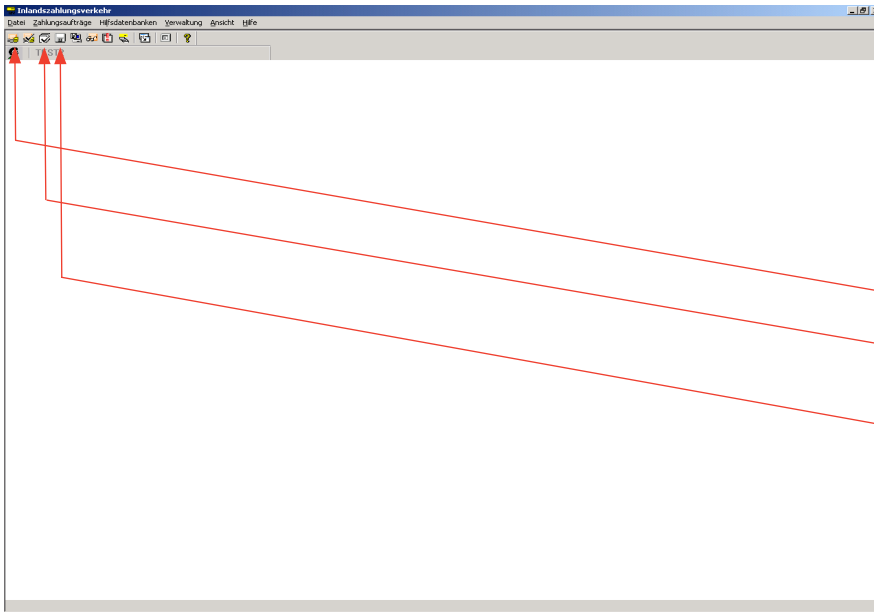 Inlandszahlungsverkehr
Datei Zahlungsaufträge Hilfsdatenbanken Verwaltung Ansicht Hilfe